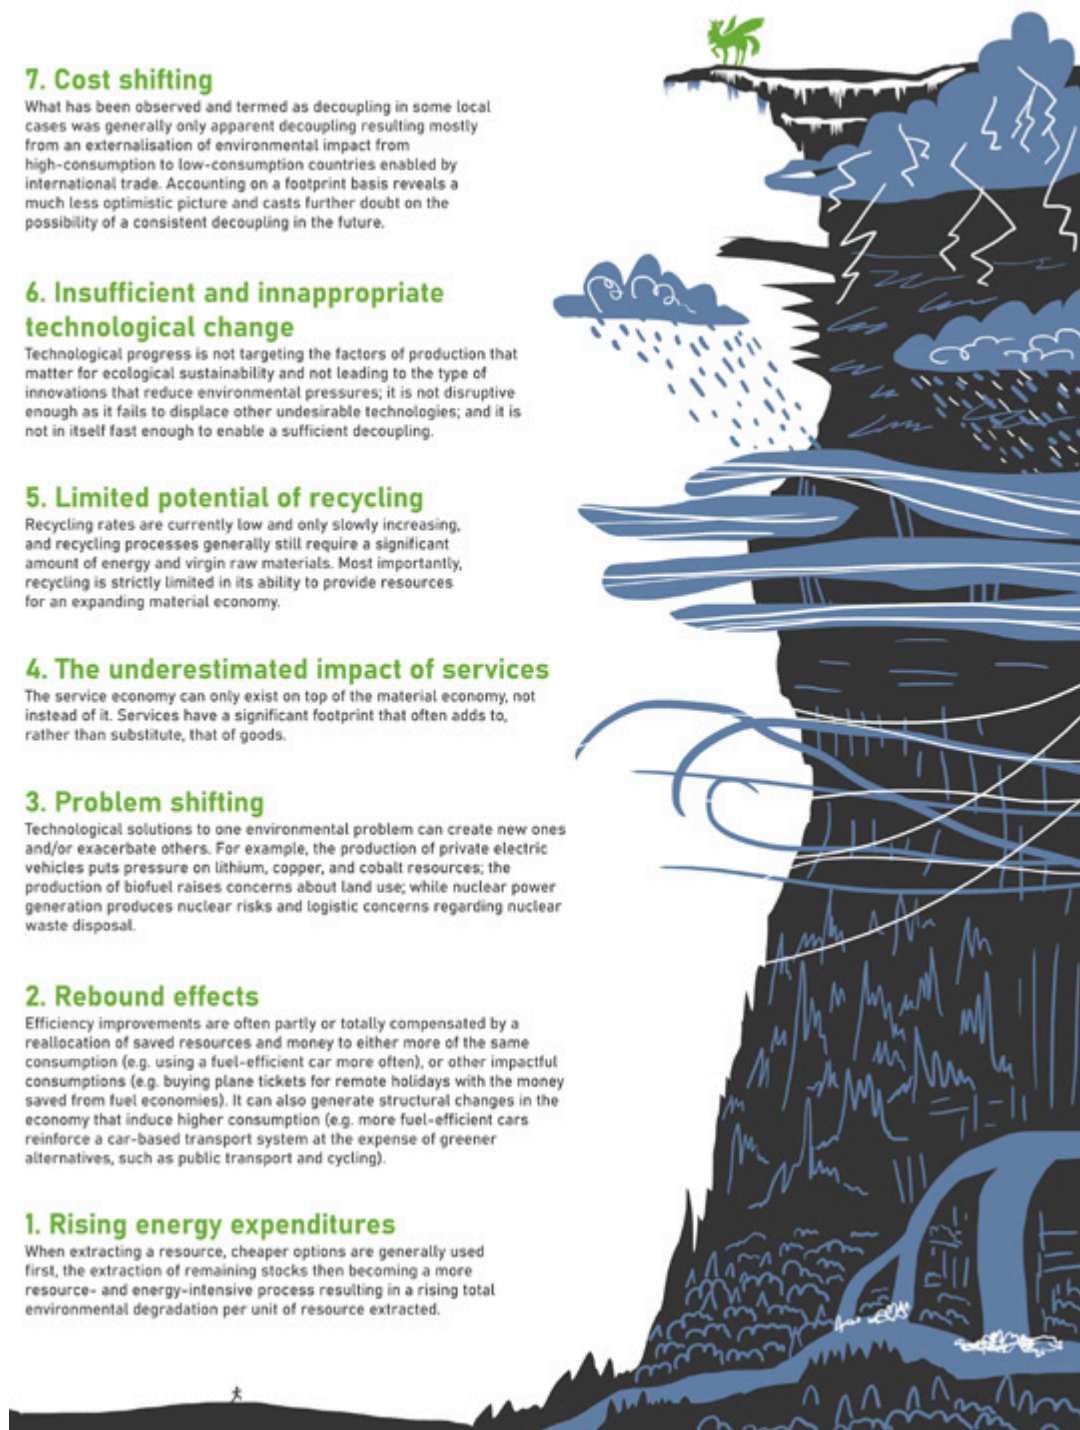 7. Cost shifting
What has been observed and termed as decoupling in some local
cases was generally only apparent decoupling resulting mostly
from an externalisation of environmental impact from
high-consumption to low-consumption countries enabled by
international trade. Accounting on a footprint basis reveals a
much less optimistic picture and casts further doubt on the
possibility of a consistent decoupling in the future.
6. Insufficient and innappropriate
technological change
Technological progress is not targeting the factors of production that
matter for ecological sustainability and not leading to the type of
innovations that reduce environmental pressures; it is not disruptive
enough as it fails to displace other undesirable technologies; and it is
not in itself fast enough to enable a sufficient decoupling.
5. Limited potential of recycling
Recycling rates are currently low and only slowly increasing,
and recycling processes generally still require a significant
amount of energy and virgin raw materials. Most importantly,
recycling is strictly limited in its ability to provide resources
for an expanding material economy.
4. The underestimated impact of services
The service economy can only exist on top of the material economy, not
instead of it. Services have a significant footprint that often adds to,
rather than substitute, that of goods.
3. Problem shifting
Technological solutions to one environmental problem can create new ones
and/or exacerbate others. For example, the production of private electric
vehicles puts pressure on lithium, copper, and cobalt resources; the
production of biofuel raises concerns about land use; while nuclear power
generation produces nuclear risks and logistic concerns regarding nuclear
waste disposal.
2. Rebound effects
Efficiency improvements are often partly or totally compensated by a
reallocation of saved resources and money to either more of the same
consumption (e.g. using a fuel-efficient car more often), or other impactful
consumptions (e.g. buying plane tickets for remote holidays with the money
saved from fuel economies). It can also generate structural changes in the
economy that induce higher consumption (e.g. more fuel-efficient cars
reinforce a car-based transport system at the expense of greener
alternatives, such as public transport and cycling).
1. Rising energy expenditures
When extracting a resource, cheaper options are generally used
first, the extraction of remaining stocks then becoming a more
resource- and energy-intensive process resulting in a rising total
environmental degradation per unit of resource extracted.